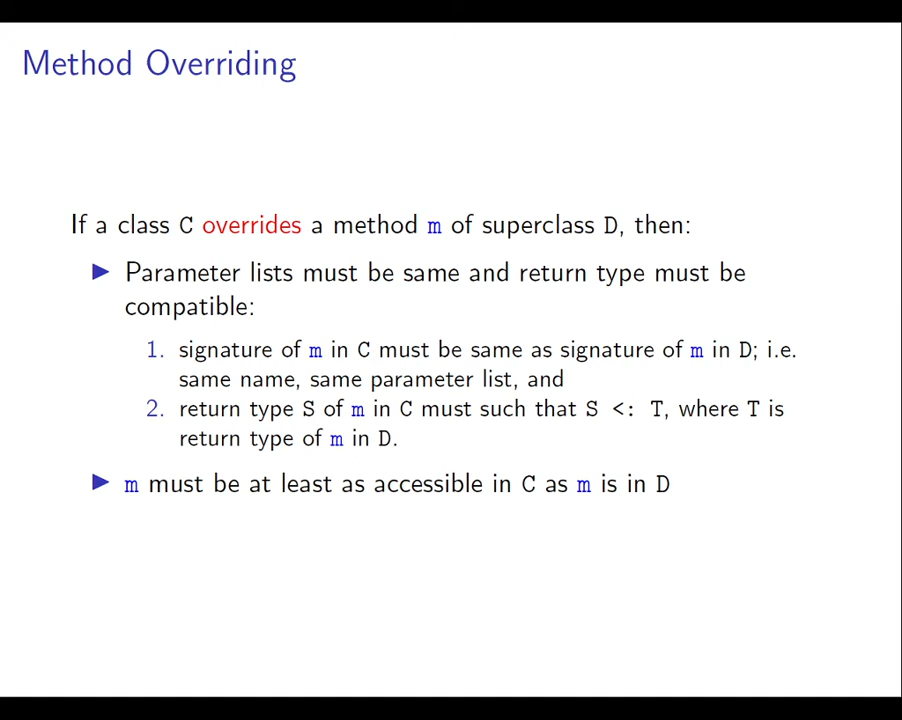 Method Overriding
If a class C overrides a method m of superclass D, then:
▶ Parameter lists must be same and return type must be
compatible:
1. signature of m in C must be same as signature of m in D; i.e.
same name, same parameter list, and
2. return type S of m in C must such that S <: T, where T is
return type of m in D.
▶ m must be at least as accessible in C as m is in D